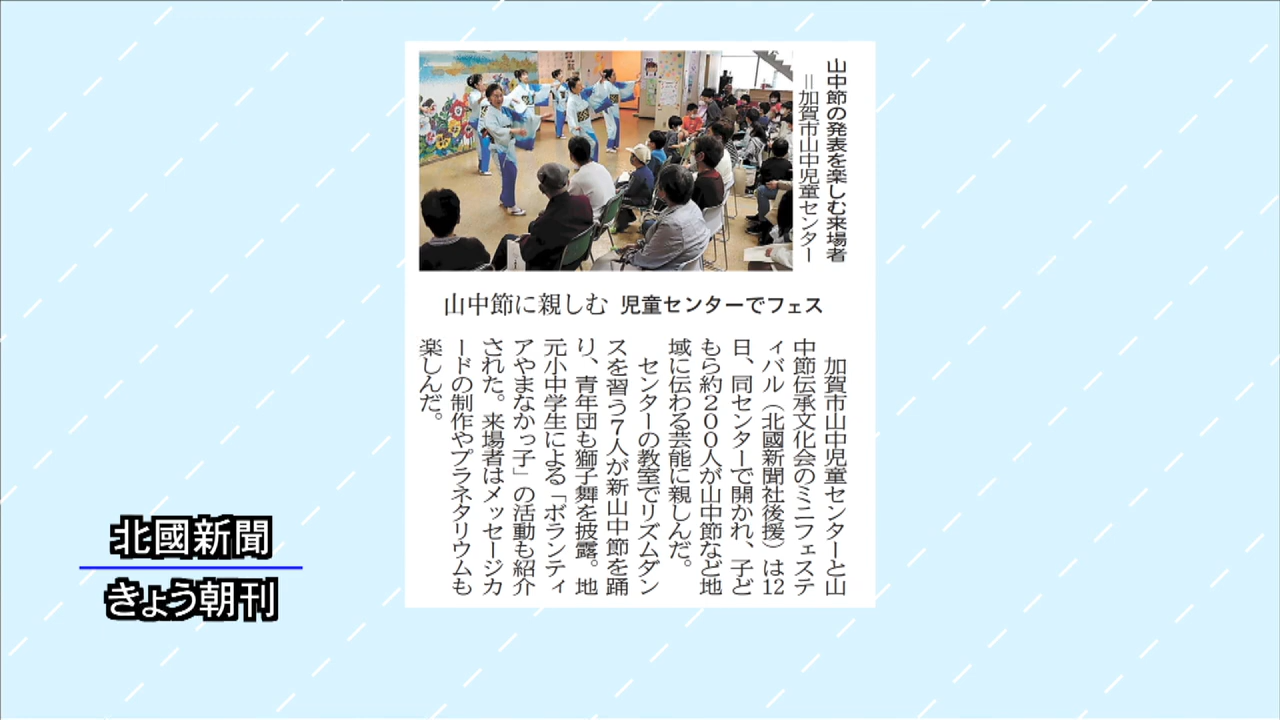 山中節の発表を楽しむ来場者
＝加賀市山中児童センター
山中節に親しむ 児童センターでフェス
加賀市山中児童センターと山
中節伝承文化会のミニフェステ
ィバル（北國新聞社後援）は12
日、同センターで開かれ、子ど
もら約２００人が山中節など地
域に伝わる芸能に親しんだ。
センターの教室でリズムダン
スを習う７人が新山中節を踊
り、青年団も獅子舞を披露。地
元小中学生による「ボランティ
アやまなかっ子」の活動も紹介
された。来場者はメッセージカ
ードの制作やプラネタリウムも
楽しんだ。
北國新聞
きょう朝刊